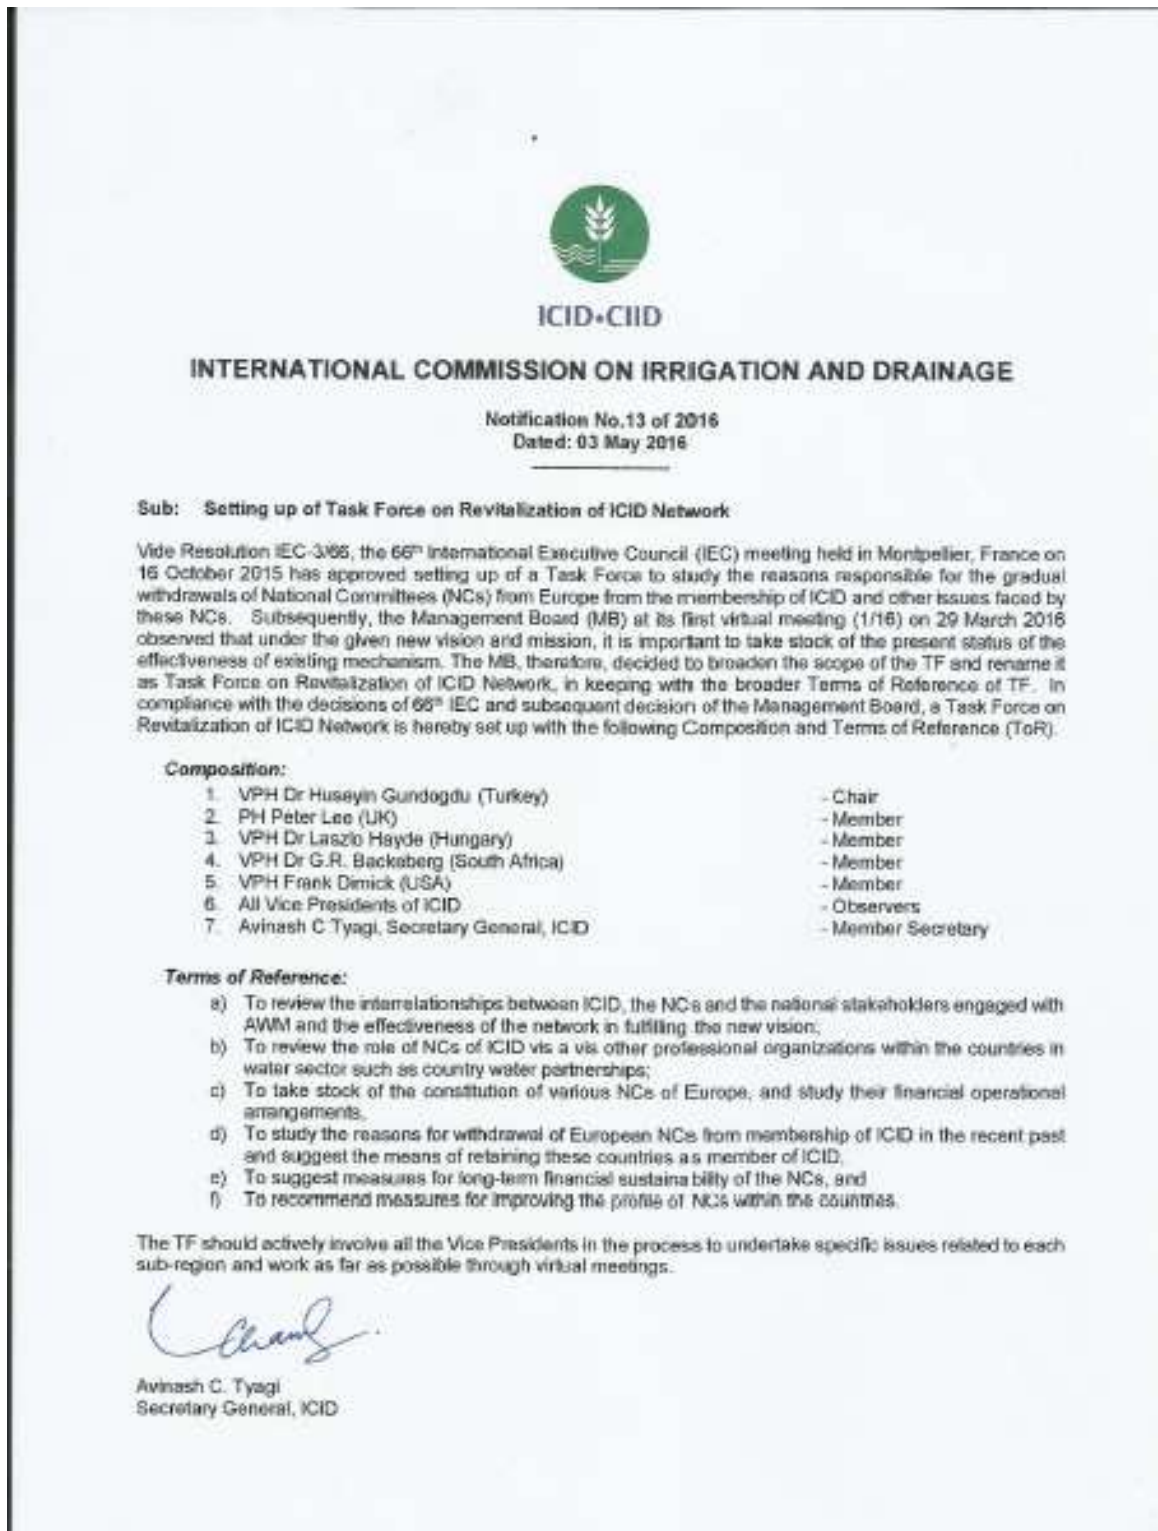 ICID•CIID
INTERNATIONAL COMMISSION ON IRRIGATION AND DRAINAGE
Notification No.13 of 2016
Dated: 03 May 2016
Sub: Setting up of Task Force on Revitalization of ICID Network
Vide Resolution IEC-3/66, the 66th International Executive Council (IEC) meeting held in Montpellier, France on
16 October 2015 has approved setting up of a Task Force to study the reasons responsible for the gradual
withdrawals of National Committees (NCs) from Europe from the membership of ICID and other issues faced by
these NCs. Subsequently, the Management Board (MB) at its first virtual meeting (1/16) on 29 March 2016
observed that under the given new vision and mission, it is important to take stock of the present status of the
effectiveness of existing mechanism. The MB, therefore, decided to broaden the scope of the TF and rename it
as Task Force on Revitalization of ICID Network, in keeping with the broader Terms of Reference of TF. In
compliance with the decisions of 66th IEC and subsequent decision of the Management Board, a Task Force on
Revitalization of ICID Network is hereby set up with the following Composition and Terms of Reference (ToR).
Composition:
1. VPH Dr Huseyin Gundogdu (Turkey) - Chair
2. PH Peter Lee (UK) - Member
3. VPH Dr Laszlo Hayde (Hungary) - Member
4. VPH Dr G.R. Backeberg (South Africa) - Member
5. VPH Frank Dimick (USA) - Member
6. All Vice Presidents of ICID - Observers
7. Avinash C Tyagi, Secretary General, ICID - Member Secretary
Terms of Reference:
a) To review the interrelationships between ICID, the NCs and the national stakeholders engaged with
AWM and the effectiveness of the network in fulfilling the new vision;
b) To review the role of NCs of ICID vis a vis other professional organizations within the countries in
water sector such as country water partnerships;
c) To take stock of the constitution of various NCs of Europe, and study their financial operational
arrangements,
d) To study the reasons for withdrawal of European NCs from membership of ICID in the recent past
and suggest the means of retaining these countries as member of ICID,
e) To suggest measures for long-term financial sustainability of the NCs, and
f) To recommend measures for improving the profile of NCs within the countries.
The TF should actively involve all the Vice Presidents in the process to undertake specific issues related to each
sub-region and work as far as possible through virtual meetings.
Avinash C. Tyagi
Secretary General, ICID